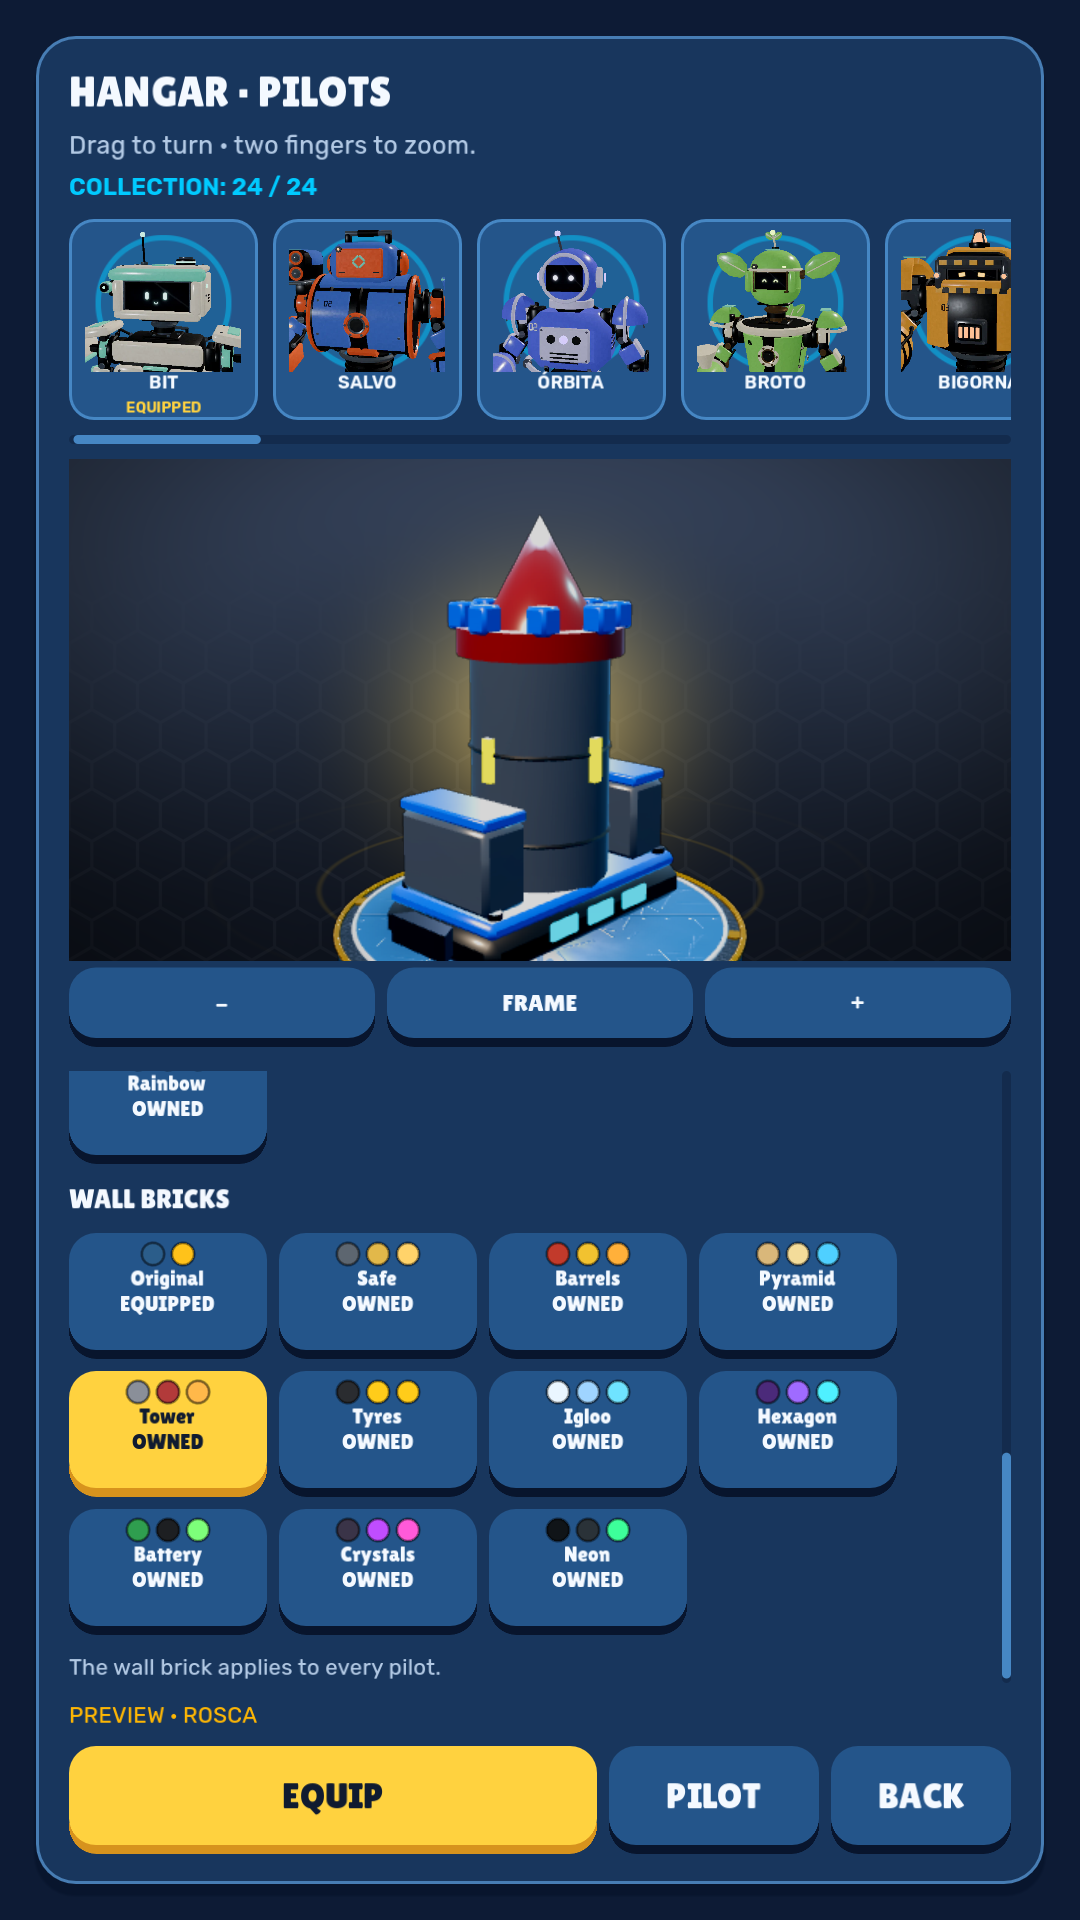 HANGAR · PILOTS
Drag to turn • two fingers to zoom.
COLLECTION: 24 / 24
BIT
EQUIPPED
SALVO
ÓRBITA
BROTO
BIGORNA
–
FRAME
+
Rainbow
OWNED
WALL BRICKS
Original
EQUIPPED
Safe
OWNED
Barrels
OWNED
Pyramid
OWNED
Tower
OWNED
Tyres
OWNED
Igloo
OWNED
Hexagon
OWNED
Battery
OWNED
Crystals
OWNED
Neon
OWNED
The wall brick applies to every pilot.
PREVIEW • ROSCA
EQUIP
PILOT
BACK